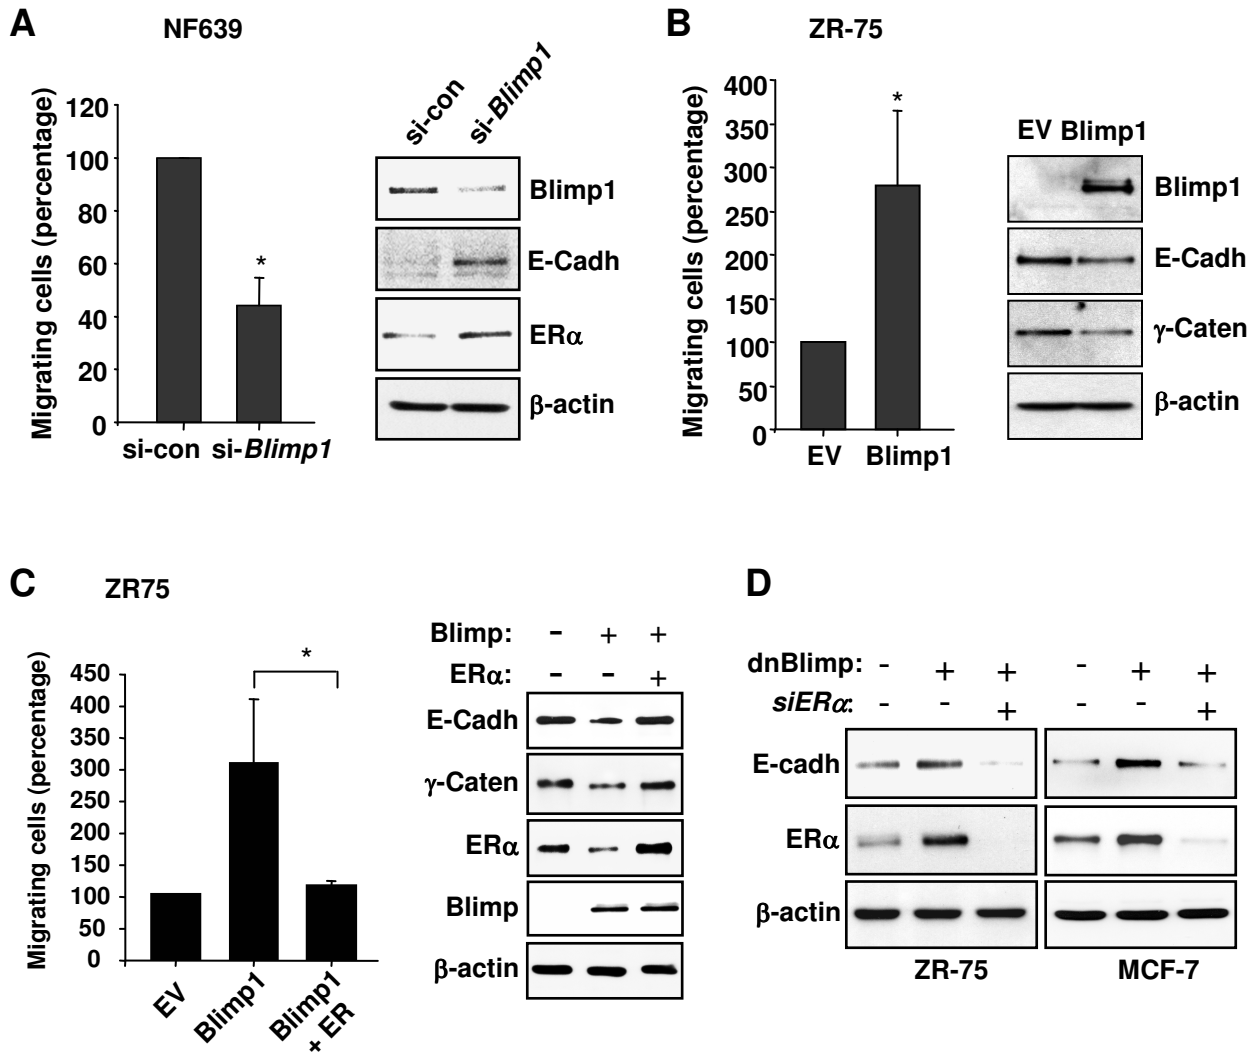 A
NF639
Migrating cells (percentage)
120
100
80
60
40
20
0
*
si-con
si-Blimp1
si-con
si-Blimp1
Blimp1
E-Cadh
ERα
β-actin
B
ZR-75
Migrating cells (percentage)
400
350
300
250
200
150
100
50
0
*
EV
Blimp1
EV Blimp1
Blimp1
E-Cadh
γ-Caten
β-actin
C
ZR75
Migrating cells (percentage)
450
400
350
300
250
200
150
100
50
0
*
EV
Blimp1
Blimp1
+ ER
Blimp: - + +
ERα: - - +
E-Cadh
γ-Caten
ERα
Blimp
β-actin
D
dnBlimp: - + + - + +
siERα: - - + - - +
E-cadh
ERα
β-actin
ZR-75
MCF-7